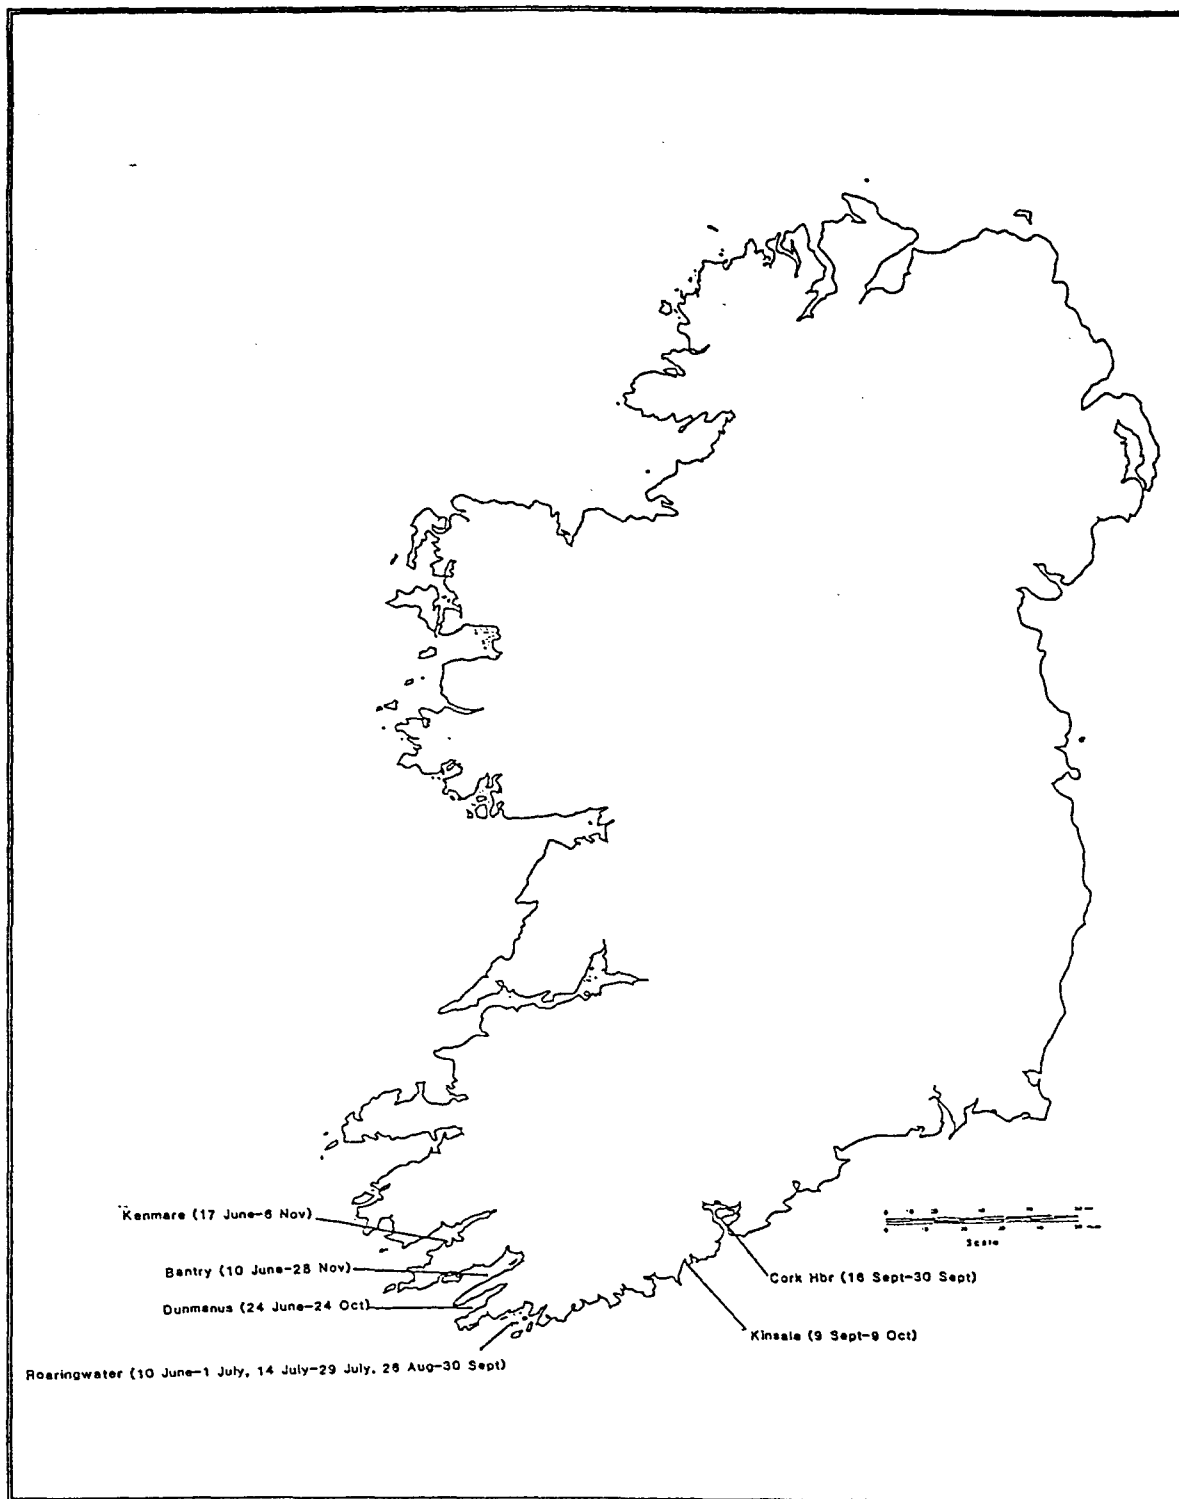 Kenmare (17 June-6 Nov)
Bantry (10 June-28 Nov)
Dunmanus (24 June-24 Oct)
Roaringwater (10 June-1 July, 14 July-29 July, 26 Aug-30 Sept)
Cork Hbr (16 Sept-30 Sept)
Kinsale (9 Sept-9 Oct)
Scale